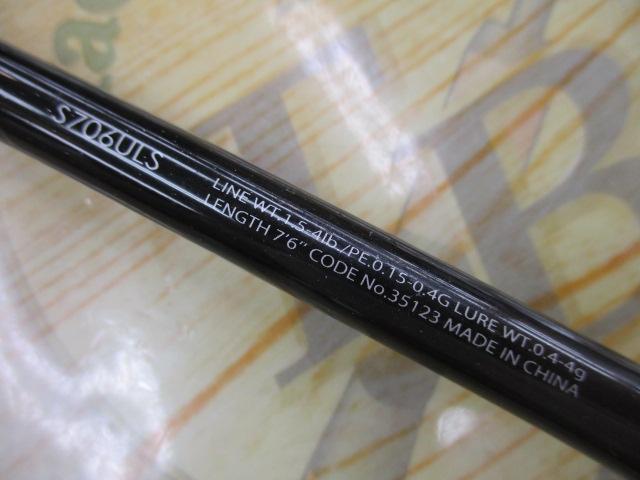 S706ULS
LINE WT.1.5-4lb./PE.0.15-0.4G LURE WT.0.4-4g
LENGTH 7'6" CODE No.35123 MADE IN CHINA